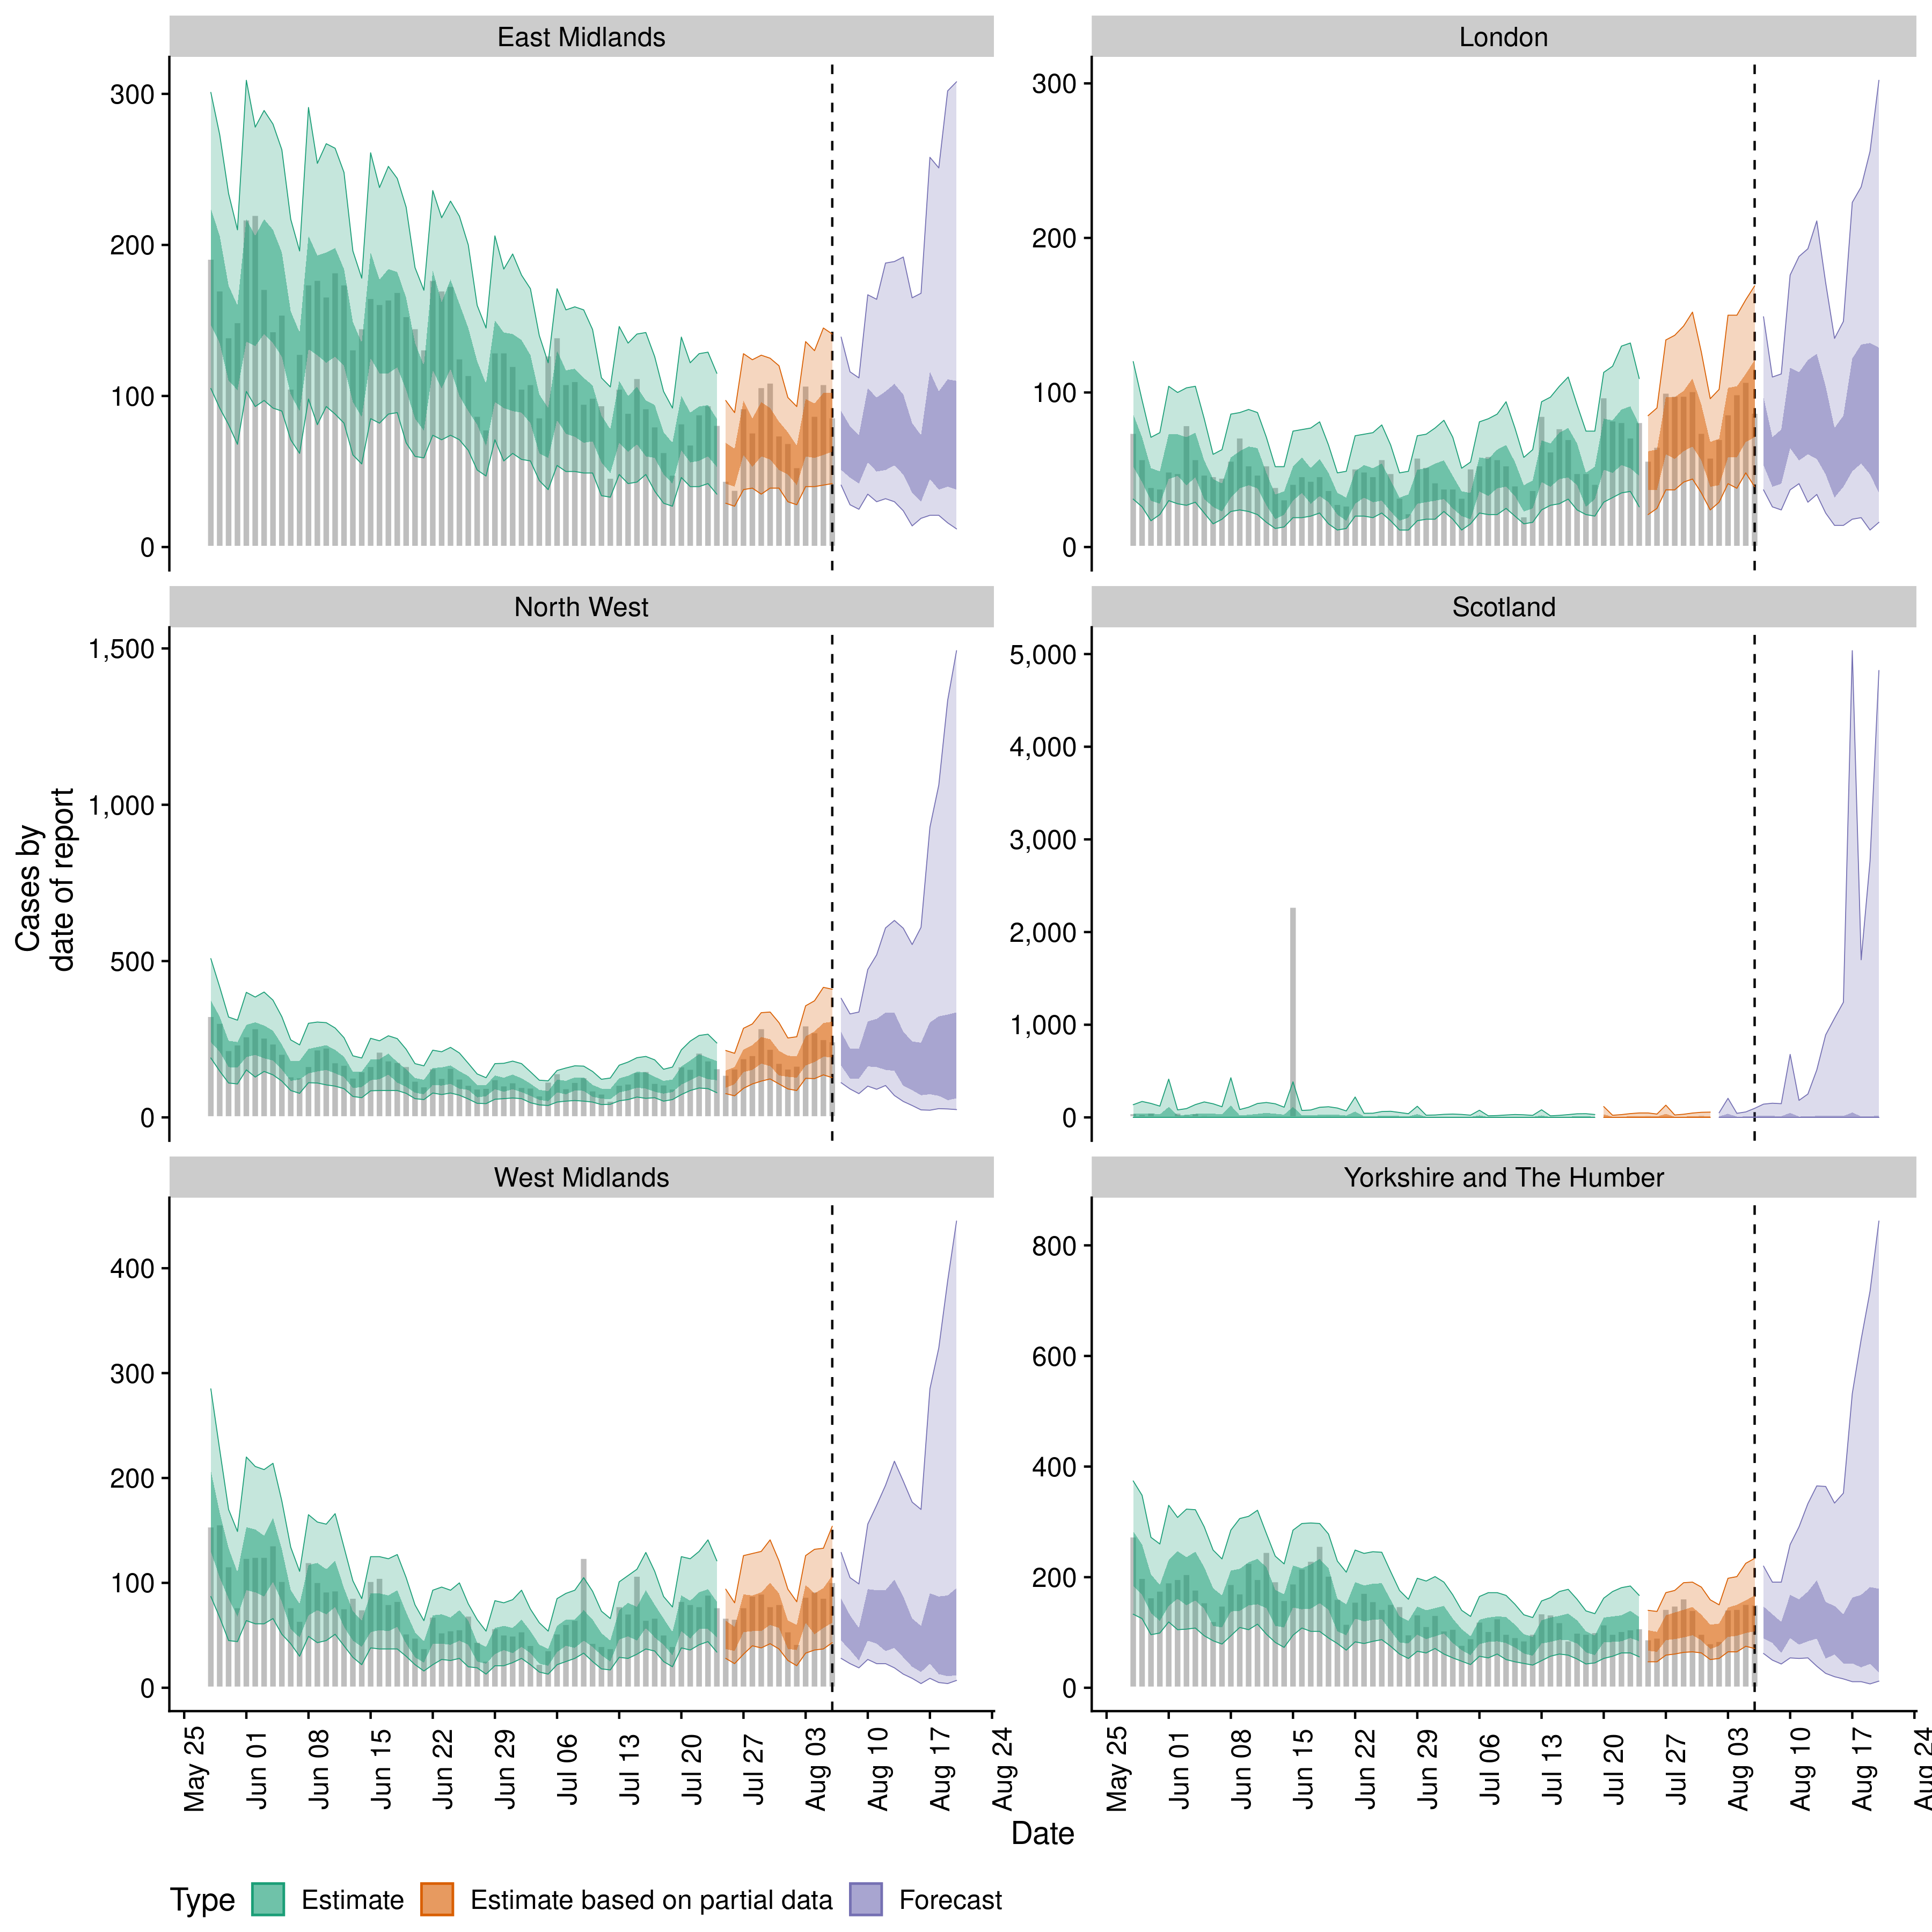 East Midlands
London
300
200
100
0
300
200
100
0
North West
Scotland
1,500
1,000
500
0
5,000
4,000
3,000
2,000
1,000
0
Cases by
date of report
West Midlands
Yorkshire and The Humber
400
300
200
100
0
800
600
400
200
0
May 25
Jun 01
Jun 08
Jun 15
Jun 22
Jun 29
Jul 06
Jul 13
Jul 20
Jul 27
Aug 03
Aug 10
Aug 17
Aug 24
May 25
Jun 01
Jun 08
Jun 15
Jun 22
Jun 29
Jul 06
Jul 13
Jul 20
Jul 27
Aug 03
Aug 10
Aug 17
Aug 24
Date
Type Estimate Estimate based on partial data Forecast